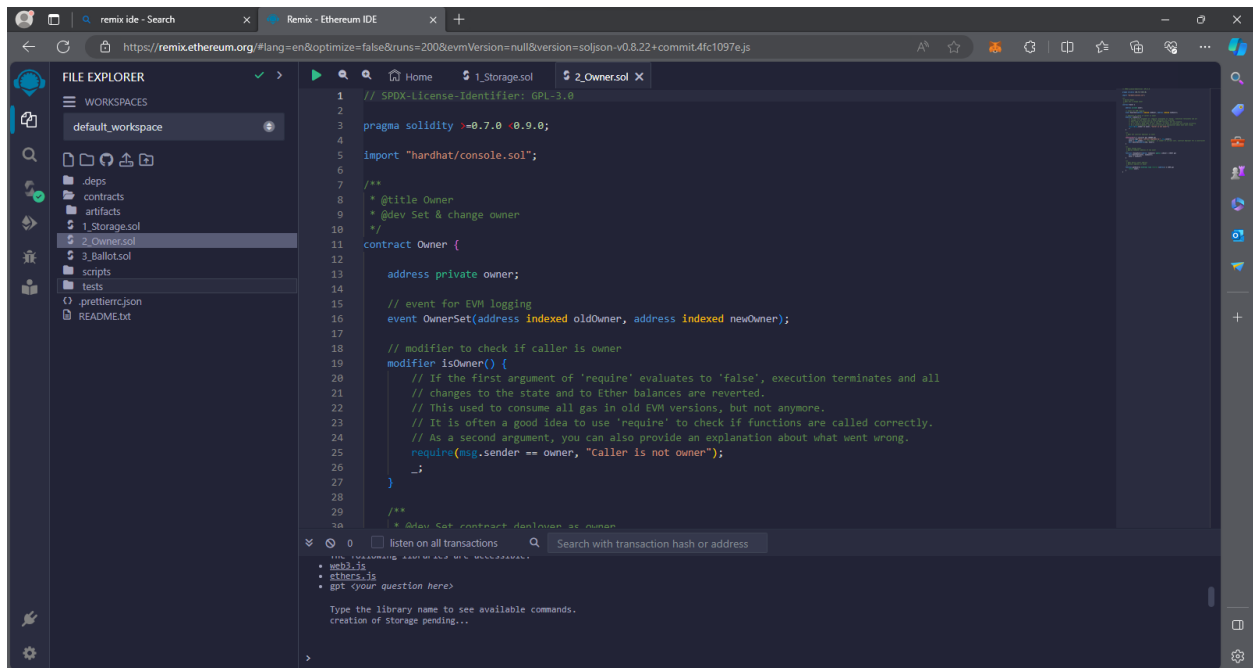 remix ide - Search
Remix - Ethereum IDE
https://remix.ethereum.org/#lang=en&optimize=false&runs=200&evmVersion=null&version=soljson-v0.8.22+commit.4fc1097e.js
FILE EXPLORER
WORKSPACES
default_workspace
.deps
contracts
artifacts
1_Storage.sol
2_Owner.sol
3_Ballot.sol
scripts
tests
.prettierrc.json
README.txt
Home
1_Storage.sol
2_Owner.sol
1 // SPDX-License-Identifier: GPL-3.0
2
3 pragma solidity >=0.7.0 <0.9.0;
4
5 import "hardhat/console.sol";
6
7 /**
8 * @title Owner
9 * @dev Set & change owner
10 */
11 contract Owner {
12
13 address private owner;
14
15 // event for EVM logging
16 event OwnerSet(address indexed oldOwner, address indexed newOwner);
17
18 // modifier to check if caller is owner
19 modifier isOwner() {
20 // If the first argument of 'require' evaluates to 'false', execution terminates and all
21 // changes to the state and to Ether balances are reverted.
22 // This used to consume all gas in old EVM versions, but not anymore.
23 // It is often a good idea to use 'require' to check if functions are called correctly.
24 // As a second argument, you can also provide an explanation about what went wrong.
25 require(msg.sender == owner, "Caller is not owner");
26 _;
27 }
28
29 /**
30 * @dev Set contract deployer as owner
0
listen on all transactions
Search with transaction hash or address
The following libraries are accessible:
• web3.js
• ethers.js
• gpt <your question here>
Type the library name to see available commands.
creation of Storage pending...
>